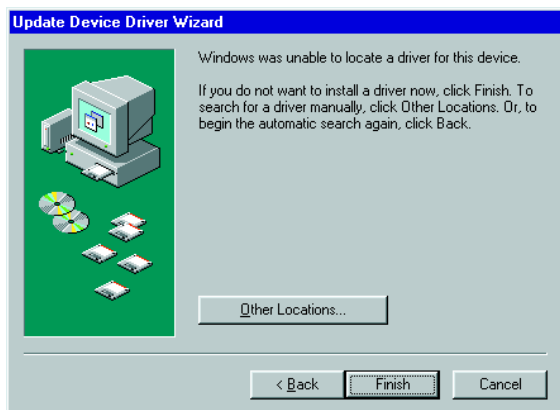 Update Device Driver Wizard
Windows was unable to locate a driver for this device.
If you do not want to install a driver now, click Finish. To
search for a driver manually, click Other Locations. Or, to
begin the automatic search again, click Back.
Other Locations...
< Back
Finish
Cancel